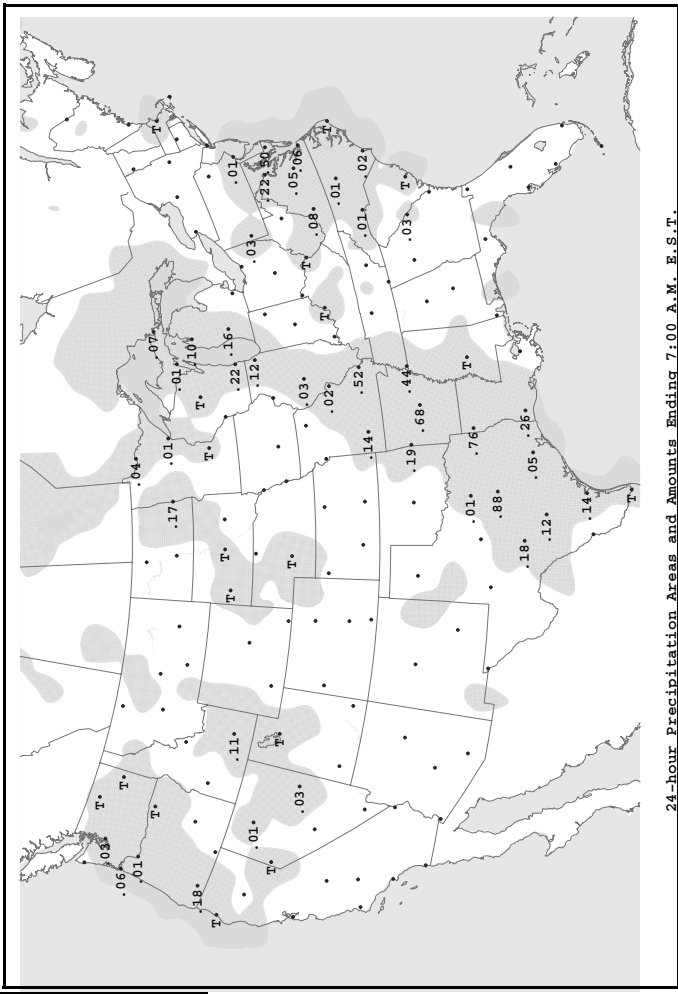 T
.03
.06
T
.04
.01
.07
T
T
.01
.17
.01
.10
.18
T
T
T
T
.16
T
.01
.11
.22
.03
.01
.12
.22
.50
T
T
T
.05
.06
.03
.03
T
.08
T
T
.02
.01
.52
.01
.02
.14
T
.03
.44
.19
.68
T
.01
.76
.88
.18
.26
.05
.12
.14
T
24-hour Precipitation Areas and Amounts Ending 7:00 A.M. E.S.T.